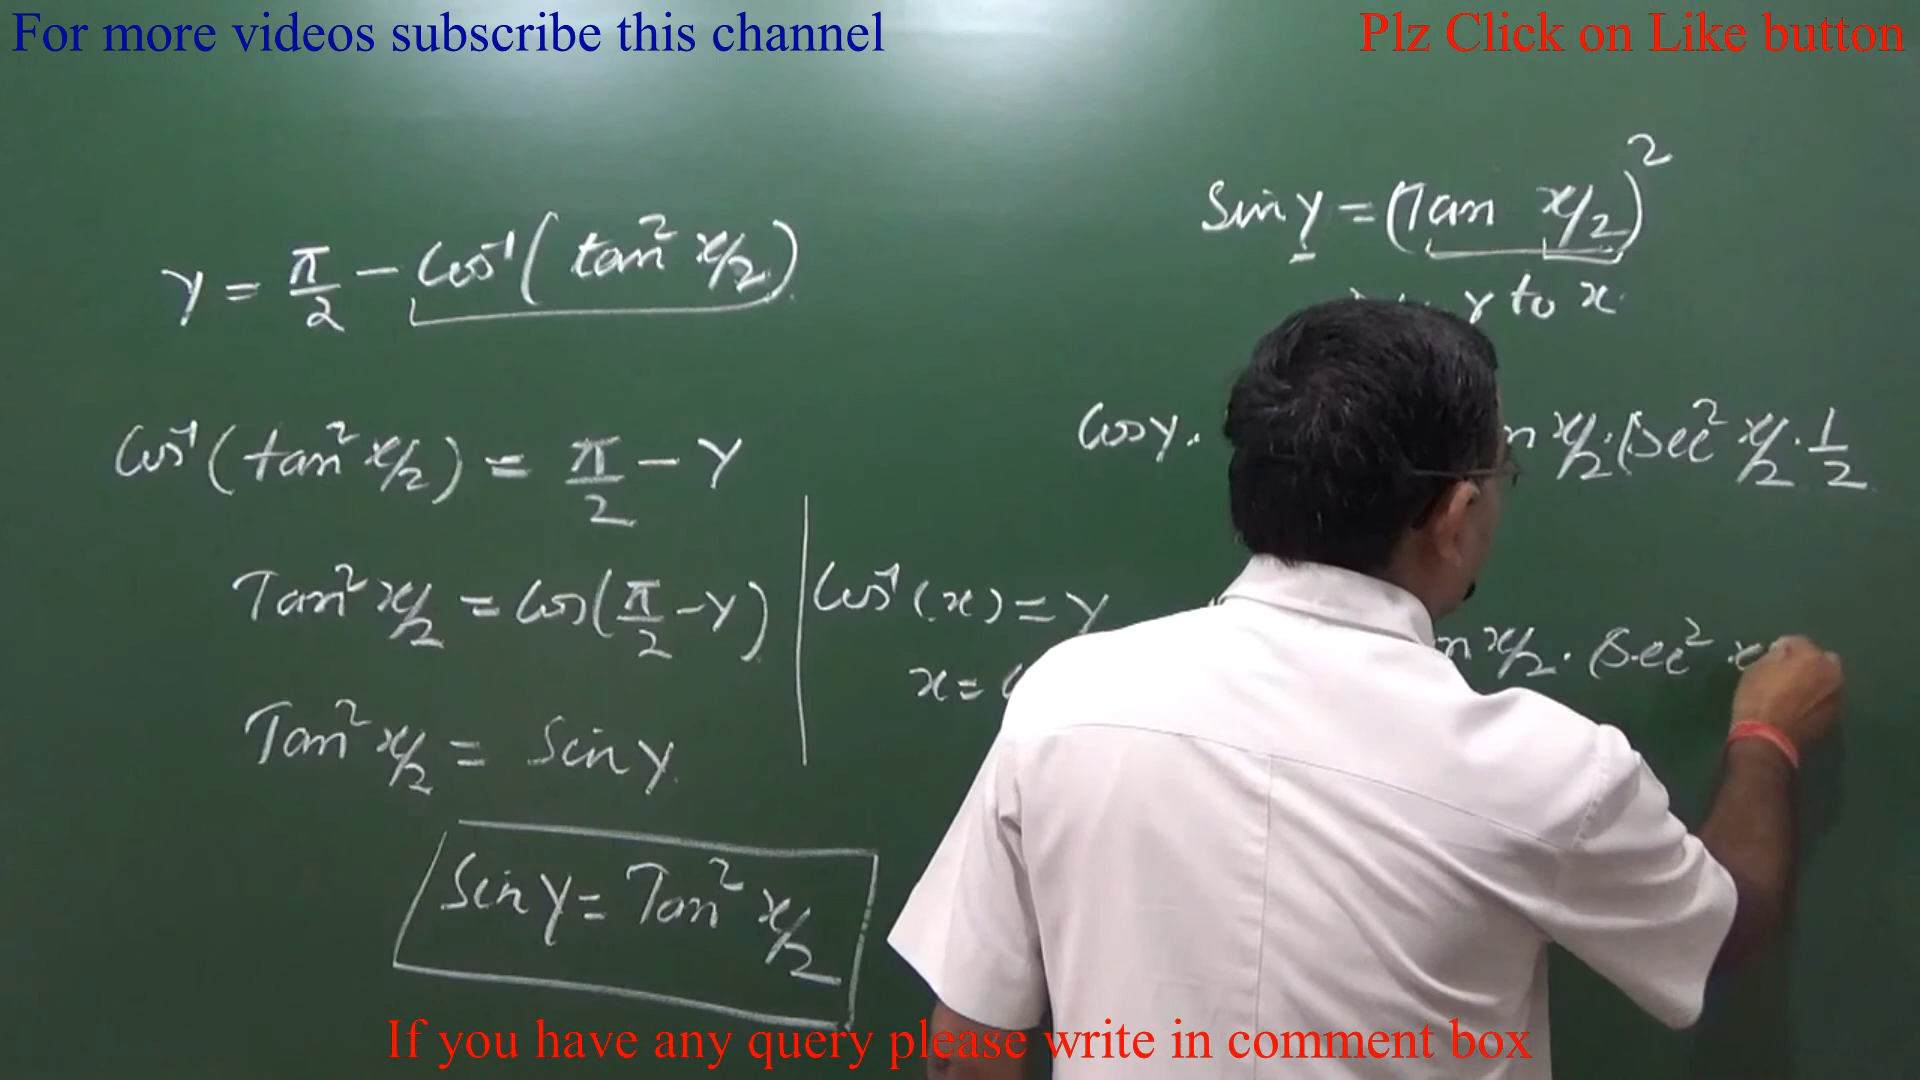 For more videos subscribe this channel
Plz Click on Like button
y = π/2 - Cos⁻¹(tan² x/2)
Cos⁻¹(tan² x/2) = π/2 - y
Tan² x/2 = Cos(π/2 - y)
Tan² x/2 = Sin y
Sin y = Tan² x/2
Cos⁻¹(x) = y
x =
Sin y = (Tan x/2)²
r to x
Cos y. n x/2 . (Sec² x/2 . 1/2
n x/2 . (Sec² x
If you have any query please write in comment box